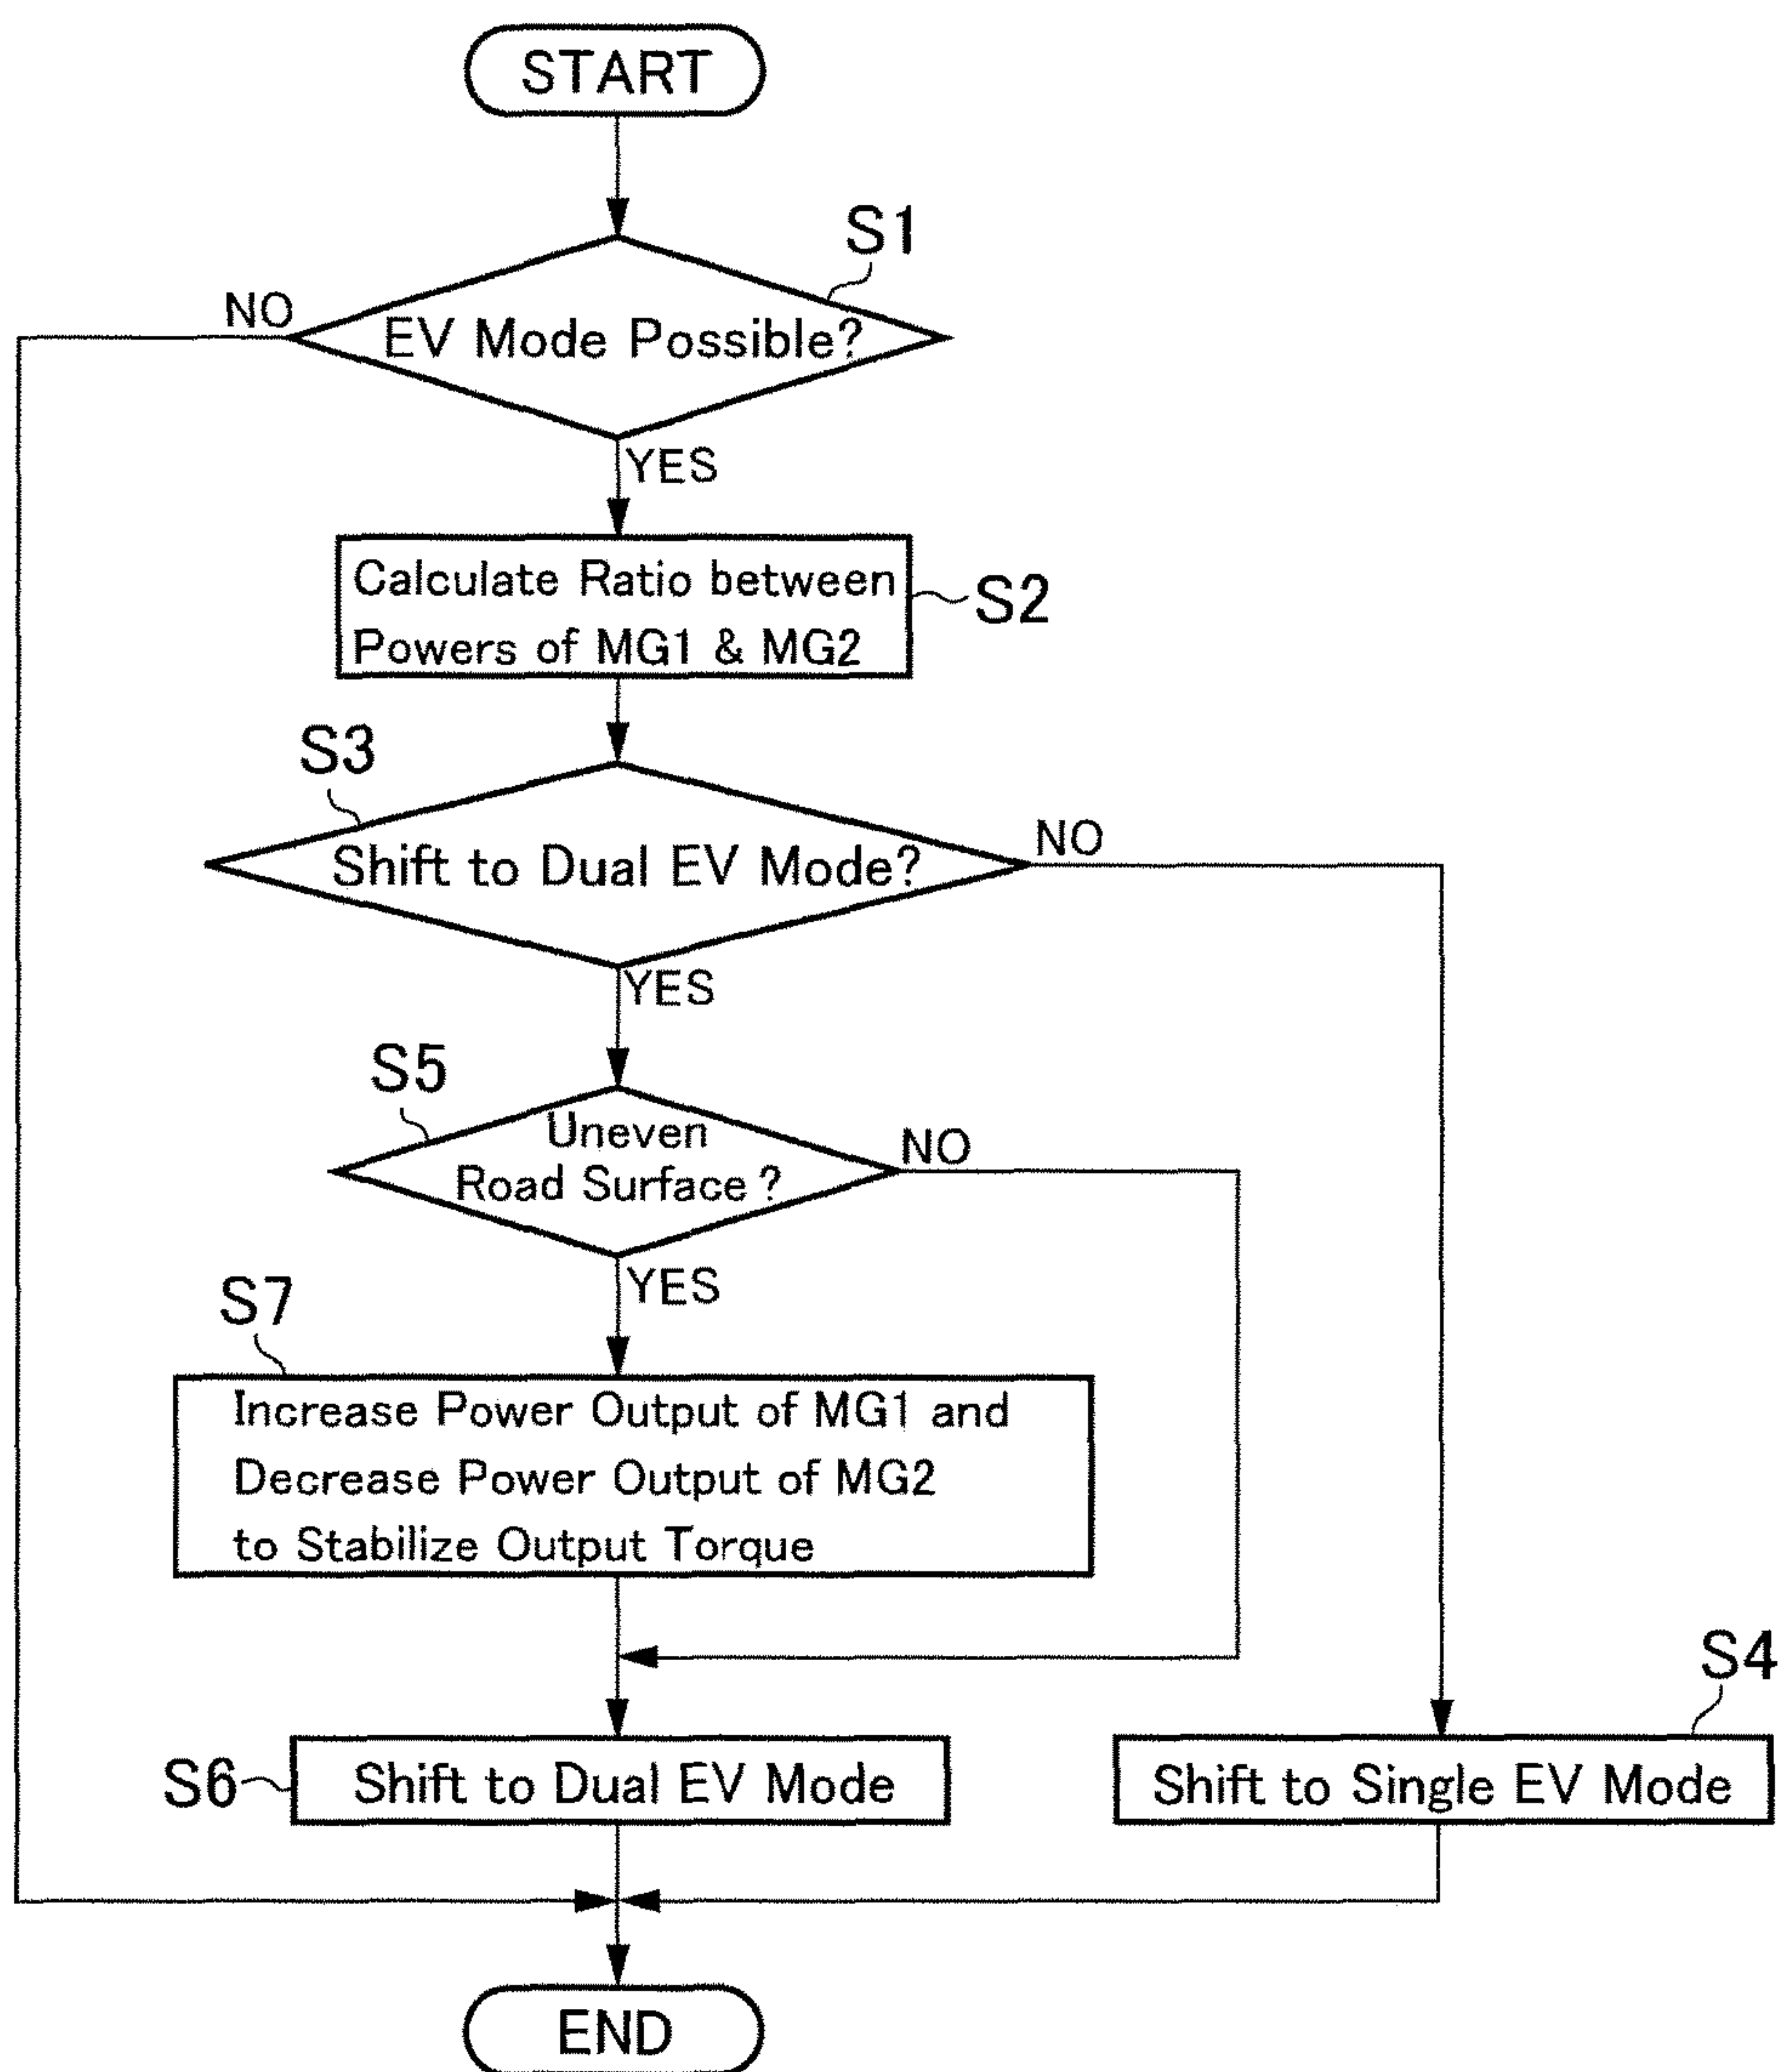 START
S1
NO
EV Mode Possible?
YES
Calculate Ratio between
Powers of MG1 & MG2
S2
S3
NO
Shift to Dual EV Mode?
YES
S5
Uneven
Road Surface ?
NO
YES
S7
Increase Power Output of MG1 and
Decrease Power Output of MG2
to Stabilize Output Torque
S4
S6
Shift to Dual EV Mode
Shift to Single EV Mode
END